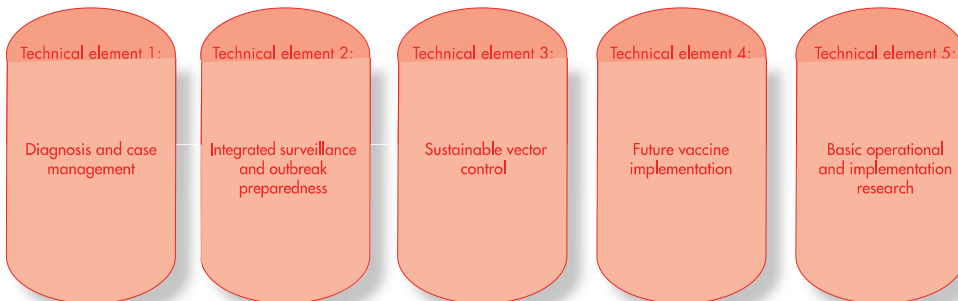 Technical element 1:
Diagnosis and case
management
Technical element 2:
Integrated surveillance
and outbreak
preparedness
Technical element 3:
Sustainable vector
control
Technical element 4:
Future vaccine
implementation
Technical element 5:
Basic operational
and implementation
research